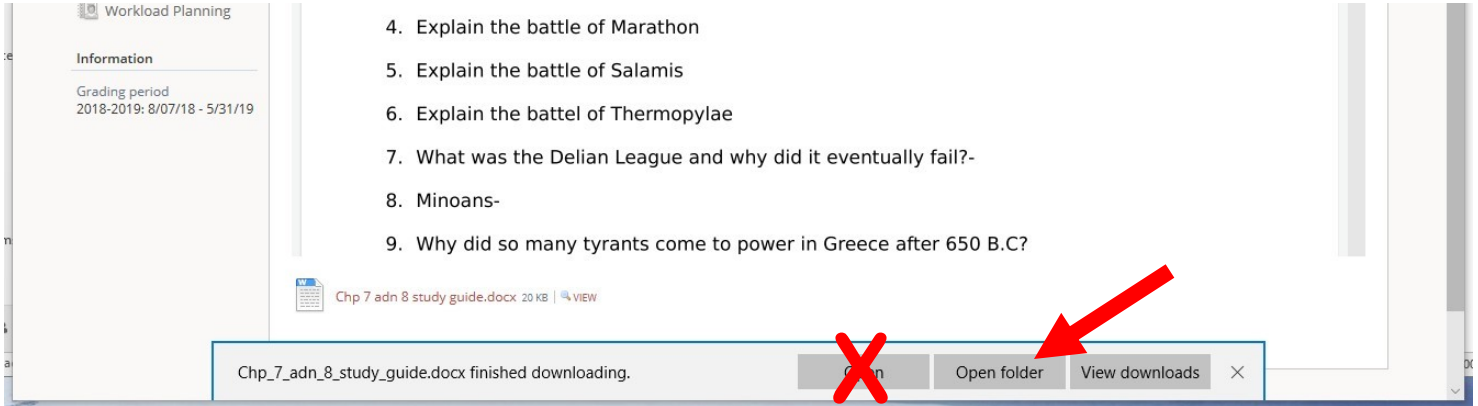 Workload Planning
Information
Grading period
2018-2019: 8/07/18 - 5/31/19
4. Explain the battle of Marathon
5. Explain the battle of Salamis
6. Explain the battel of Thermopylae
7. What was the Delian League and why did it eventually fail?-
8. Minoans-
9. Why did so many tyrants come to power in Greece after 650 B.C?
Chp 7 adn 8 study guide.docx 20 KB | VIEW
Chp_7_adn_8_study_guide.docx finished downloading. Open folder View downloads